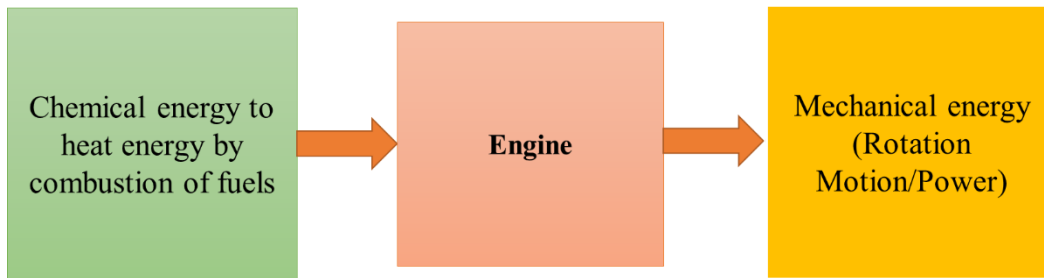 Chemical energy to
heat energy by
combustion of fuels
Engine
Mechanical energy
(Rotation
Motion/Power)